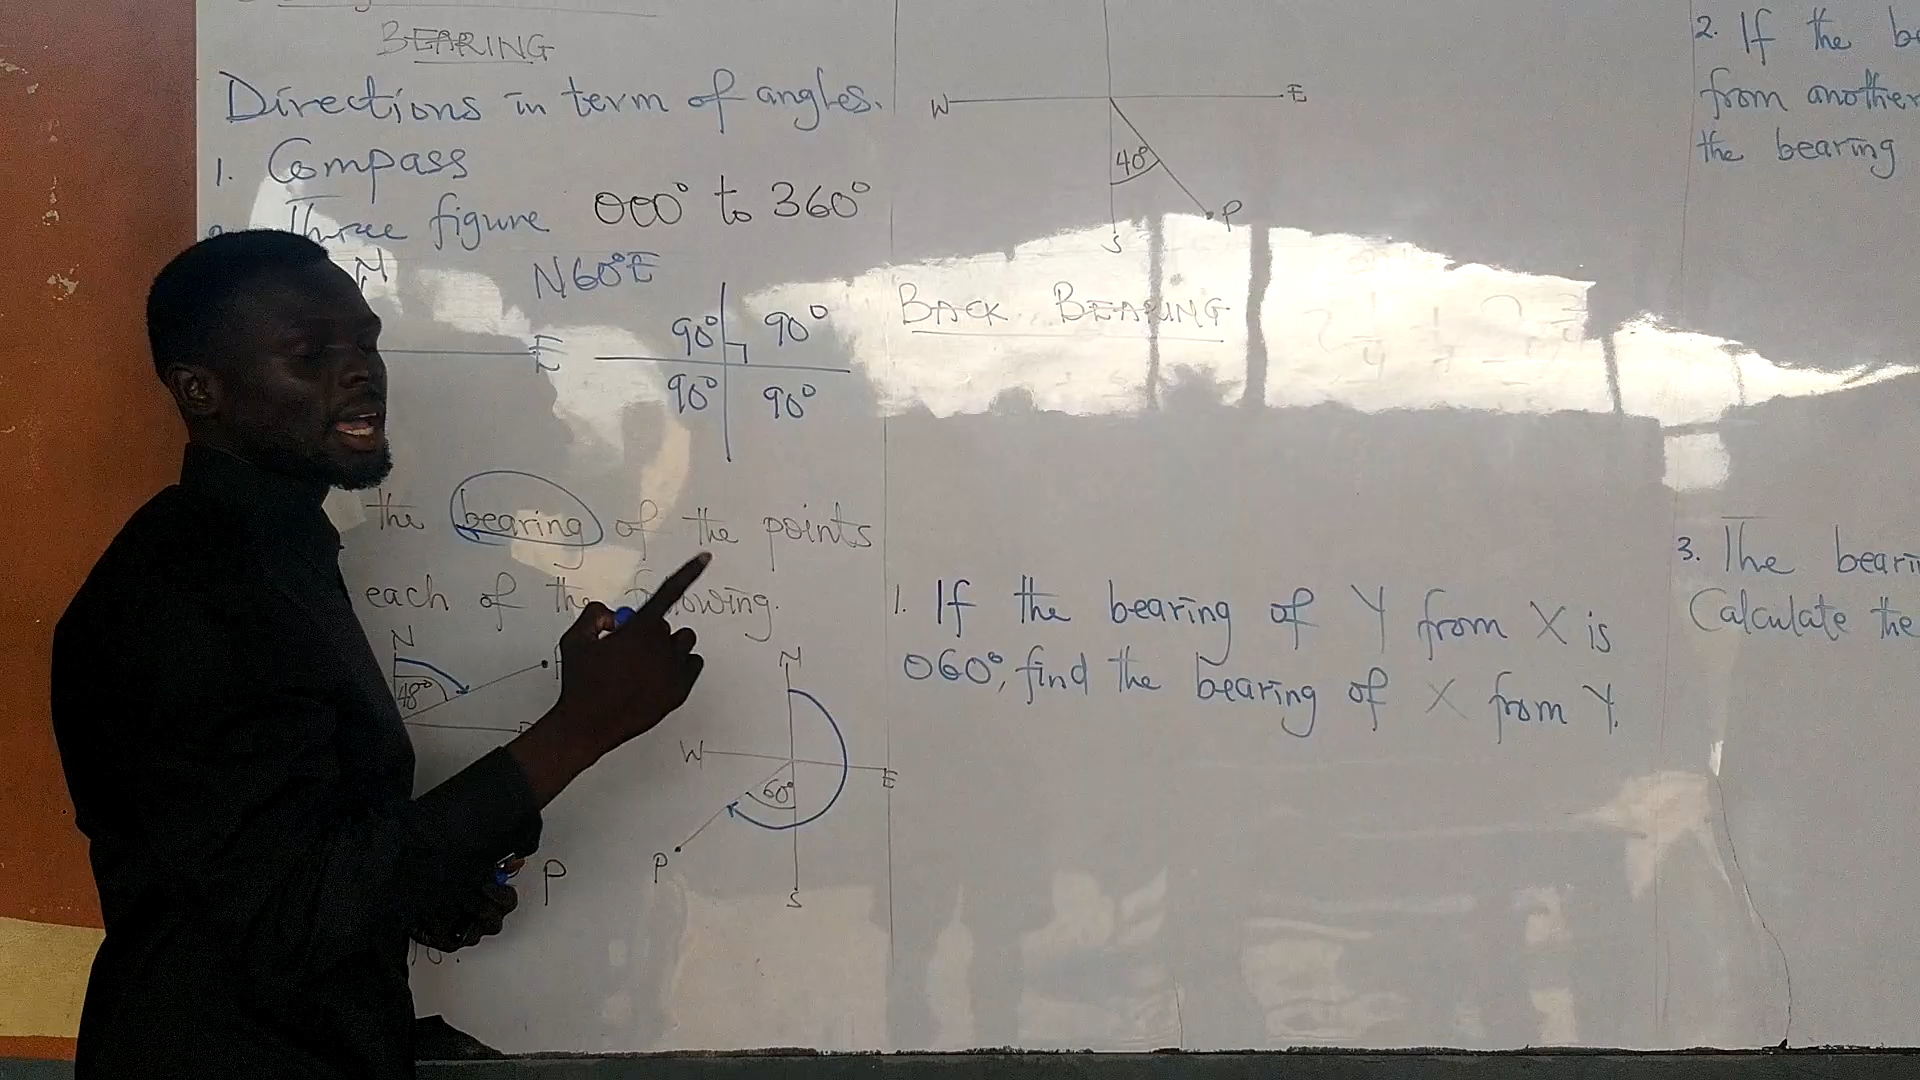 BEARING
Directions in term of angles.
1. Compass
Three figure 000° to 360°
N
N60°E
E
90° 90°
90° 90°
the bearing of the points
each of the following.
N
48°
N
W
E
60°
P
S
P
W
E
40°
P
S
BACK BEARING
1. If the bearing of Y from X is
060°, find the bearing of X from Y.
2. If the
from another
the bearing
3. The
Calculate the